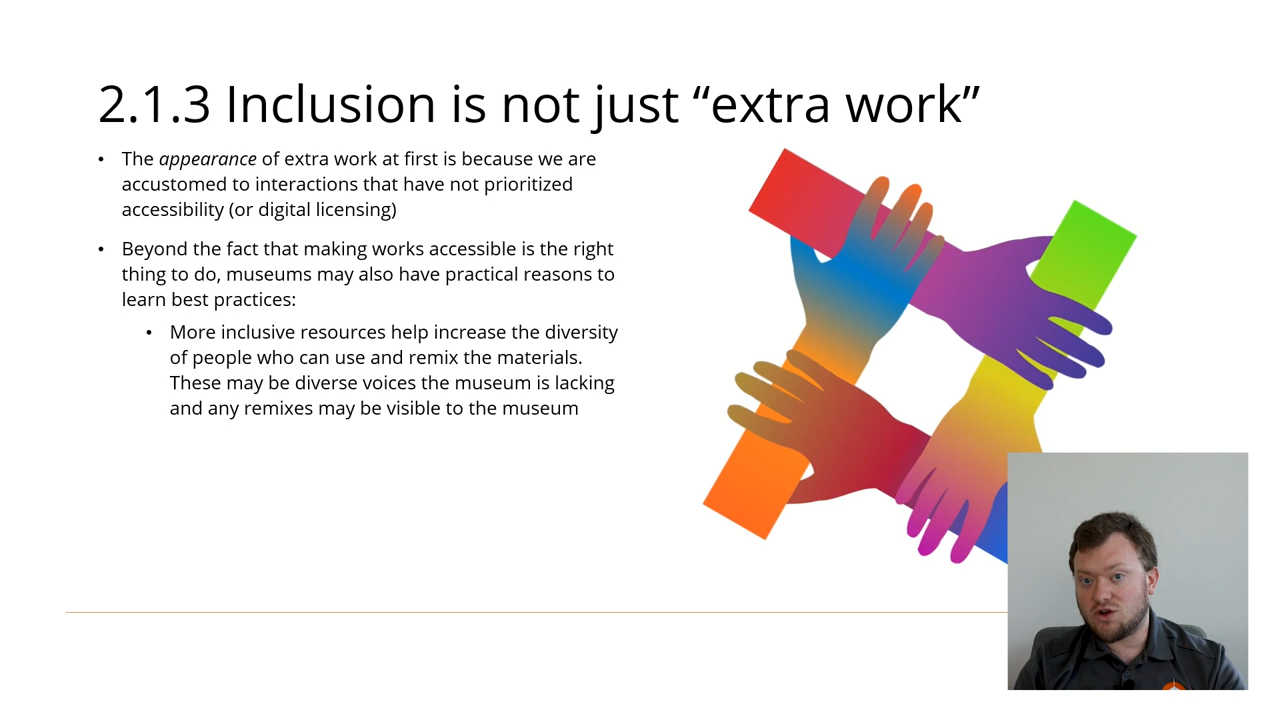 2.1.3 Inclusion is not just “extra work”
• The appearance of extra work at first is because we are
accustomed to interactions that have not prioritized
accessibility (or digital licensing)
• Beyond the fact that making works accessible is the right
thing to do, museums may also have practical reasons to
learn best practices:
• More inclusive resources help increase the diversity
of people who can use and remix the materials.
These may be diverse voices the museum is lacking
and any remixes may be visible to the museum